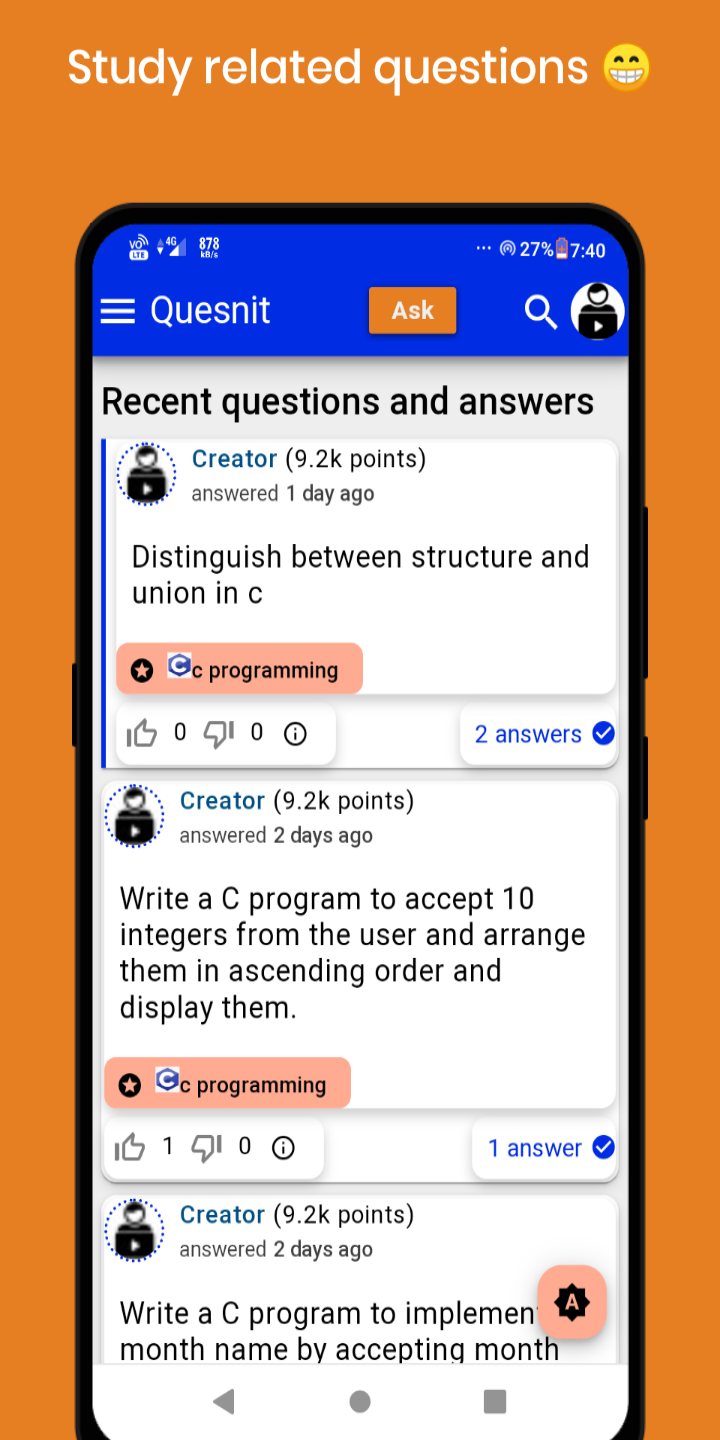 Study related questions 😁
VO LTE 4G 878 kB/s ... 27% 7:40
Quesnit Ask
Recent questions and answers
Creator (9.2k points)
answered 1 day ago
Distinguish between structure and
union in c
C c programming
0 0 2 answers
Creator (9.2k points)
answered 2 days ago
Write a C program to accept 10
integers from the user and arrange
them in ascending order and
display them.
C c programming
1 0 1 answer
Creator (9.2k points)
answered 2 days ago
A
Write a C program to implemen
month name by accepting month